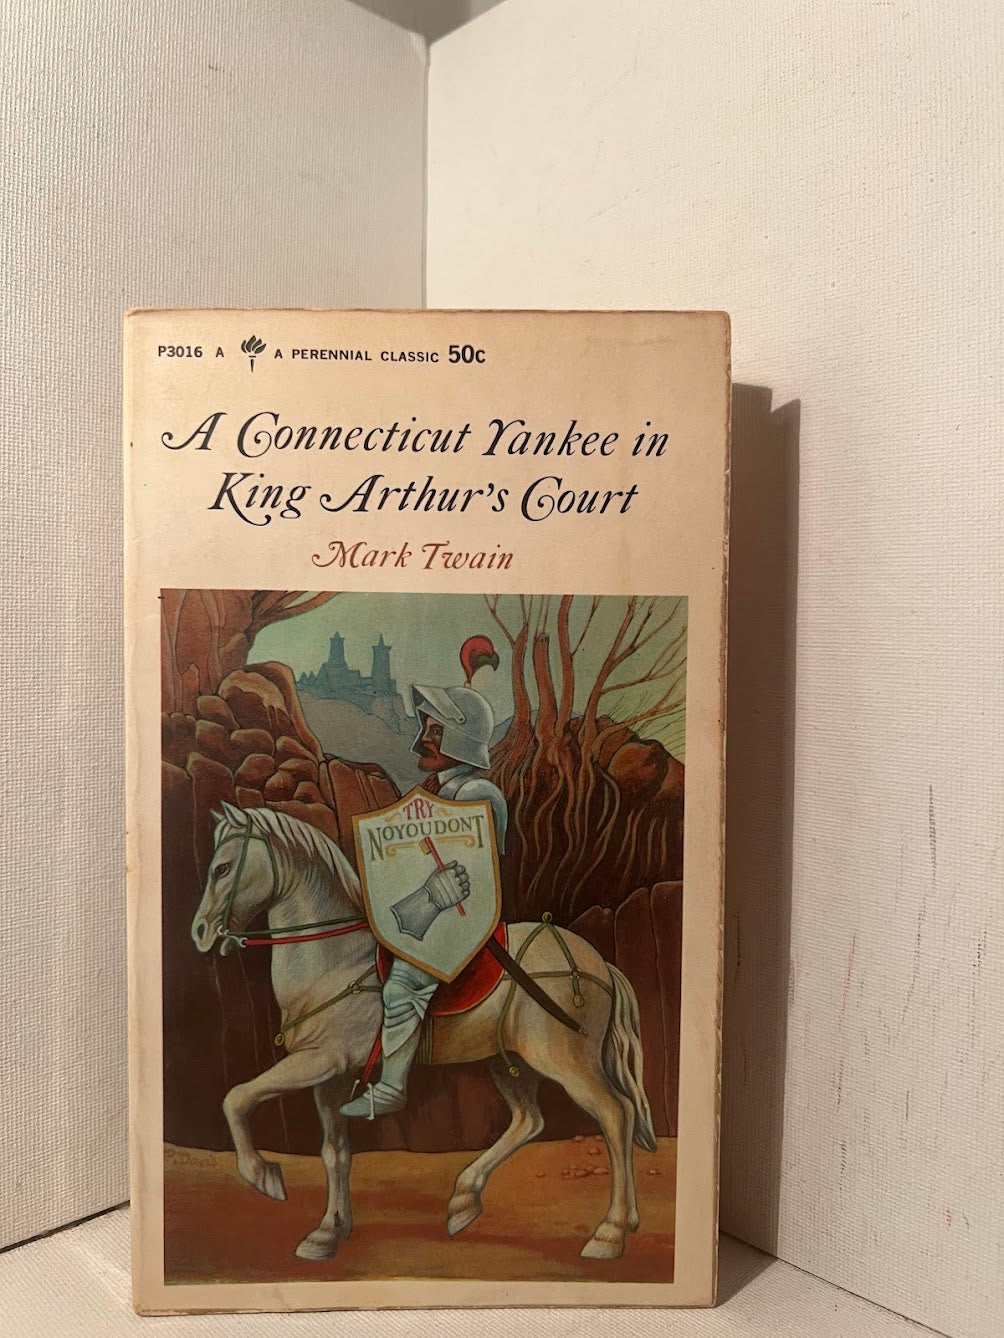 P3016 A A PERENNIAL CLASSIC 50c
A Connecticut Yankee in
King Arthur's Court
Mark Twain
TRY
NOYOUDONT